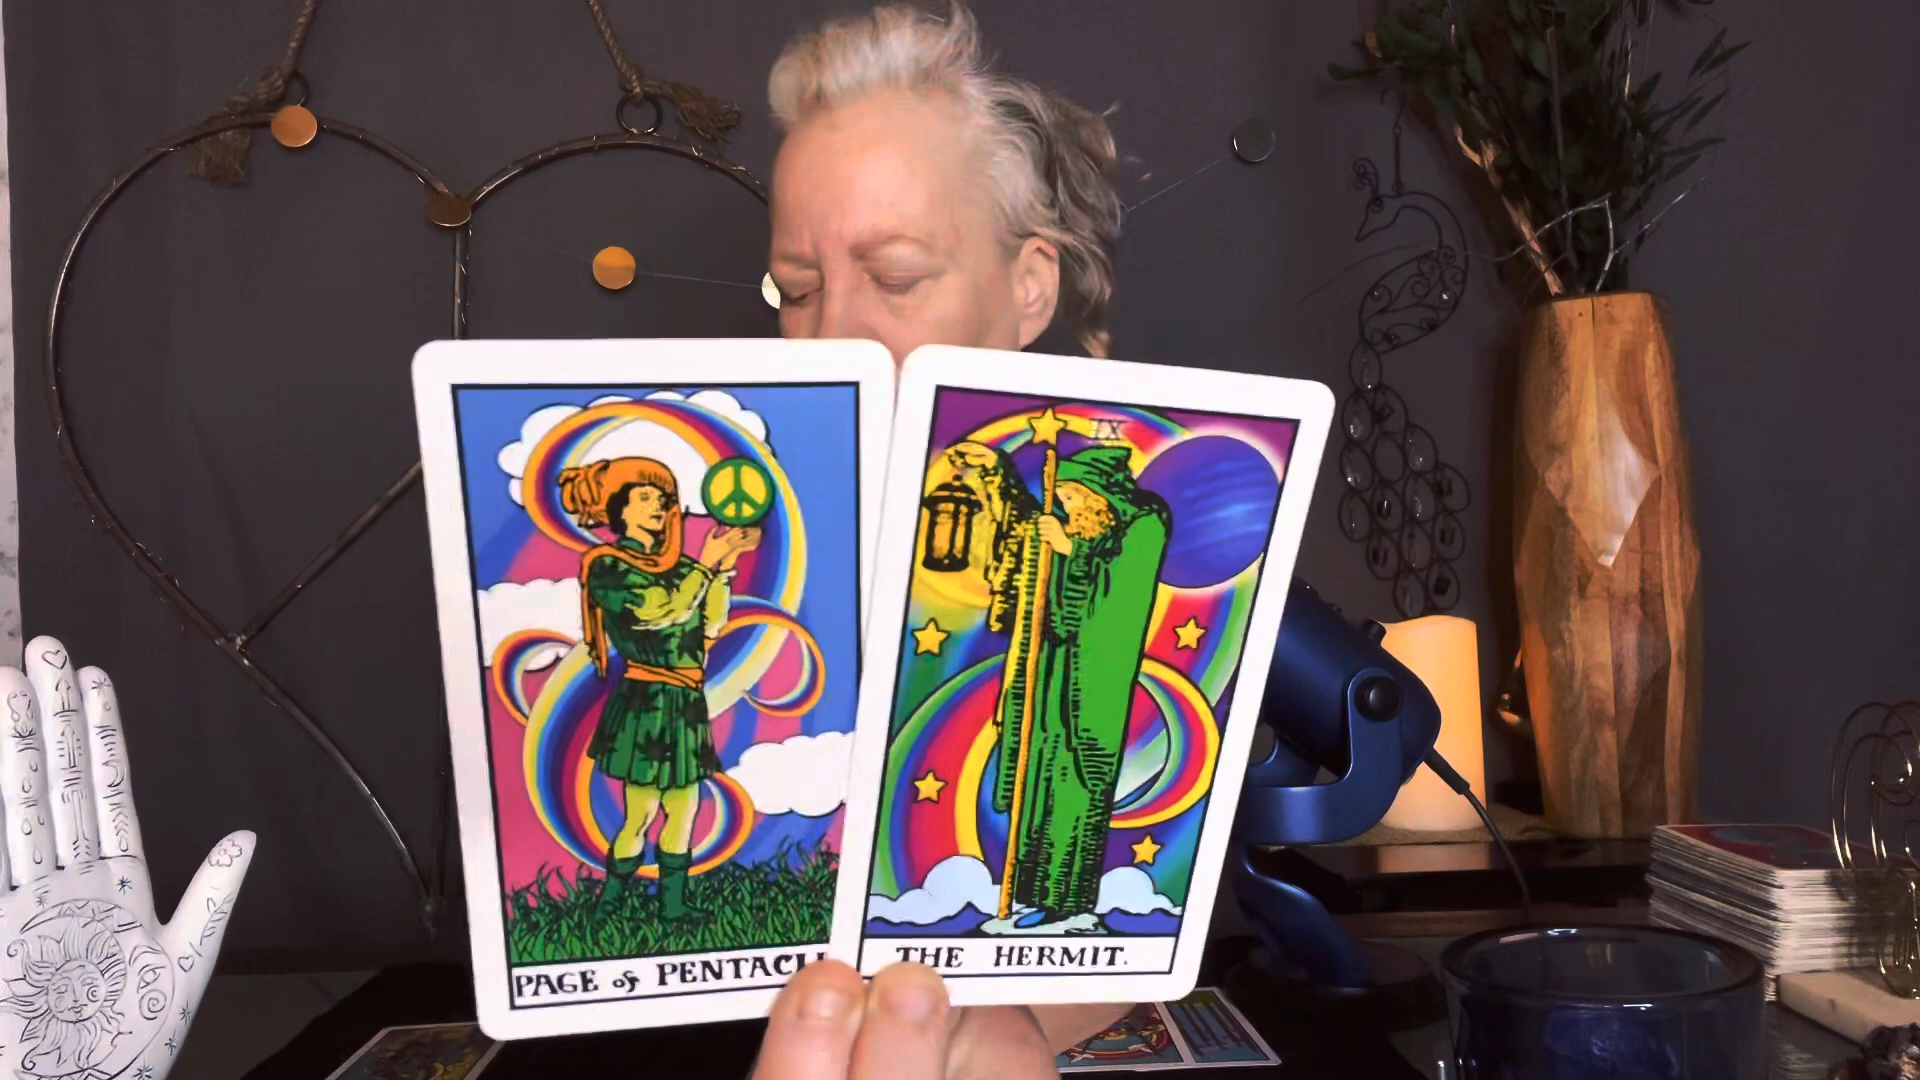 PAGE of PENTACL
IX
THE HERMIT.